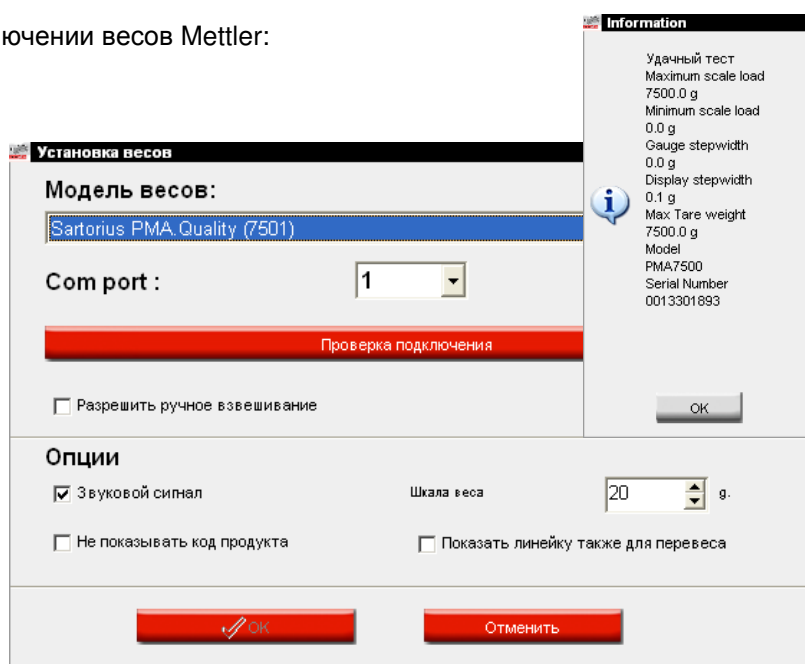 ючении весов Mettler:
Information
Удачный тест
Maximum scale load
7500.0 g
Minimum scale load
0.0 g
Gauge stepwidth
0.0 g
Display stepwidth
0.1 g
Max Tare weight
7500.0 g
Model
PMA7500
Serial Number
0013301893
OK
Установка весов
Модель весов:
Sartorius PMA.Quality (7501)
Com port : 1
Проверка подключения
Разрешить ручное взвешивание
Опции
Звуковой сигнал
Шкала веса 20 g.
Не показывать код продукта
Показать линейку также для перевеса
OK
Отменить